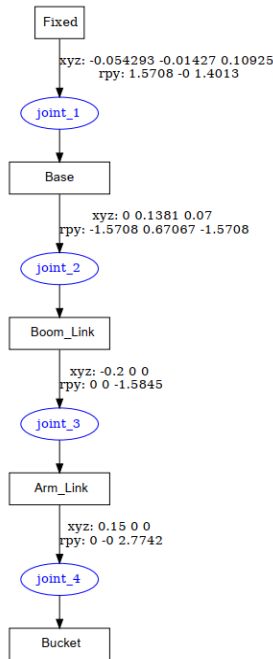 Fixed
xyz: -0.054293 -0.01427 0.10925
rpy: 1.5708 -0 1.4013
joint_1
Base
xyz: 0 0.1381 0.07
rpy: -1.5708 0.67067 -1.5708
joint_2
Boom_Link
xyz: -0.2 0 0
rpy: 0 0 -1.5845
joint_3
Arm_Link
xyz: 0.15 0 0
rpy: 0 -0 2.7742
joint_4
Bucket